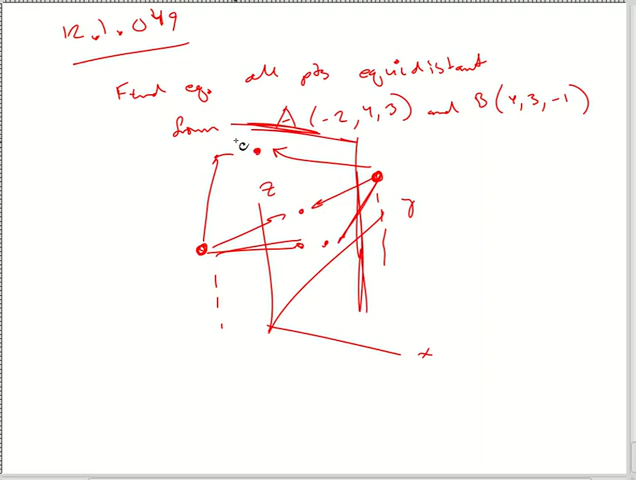 12.1.049
Find eq. all pts equidistant
from A(-2,4,3) and B(4,3,-1)
z
y
x